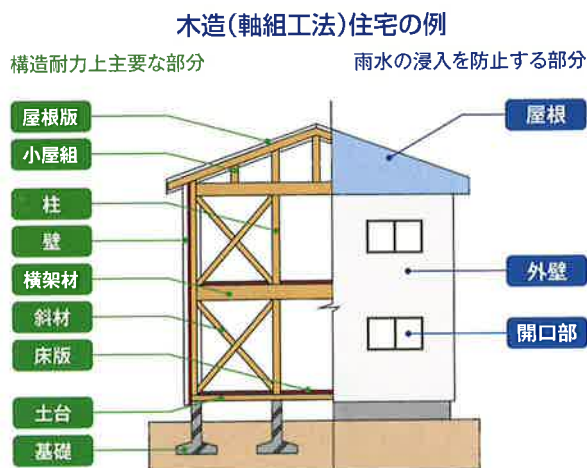 木造(軸組工法)住宅の例
構造耐力上主要な部分
雨水の浸入を防止する部分
屋根版
小屋組
柱
壁
横架材
斜材
床版
土台
基礎
屋根
外壁
開口部